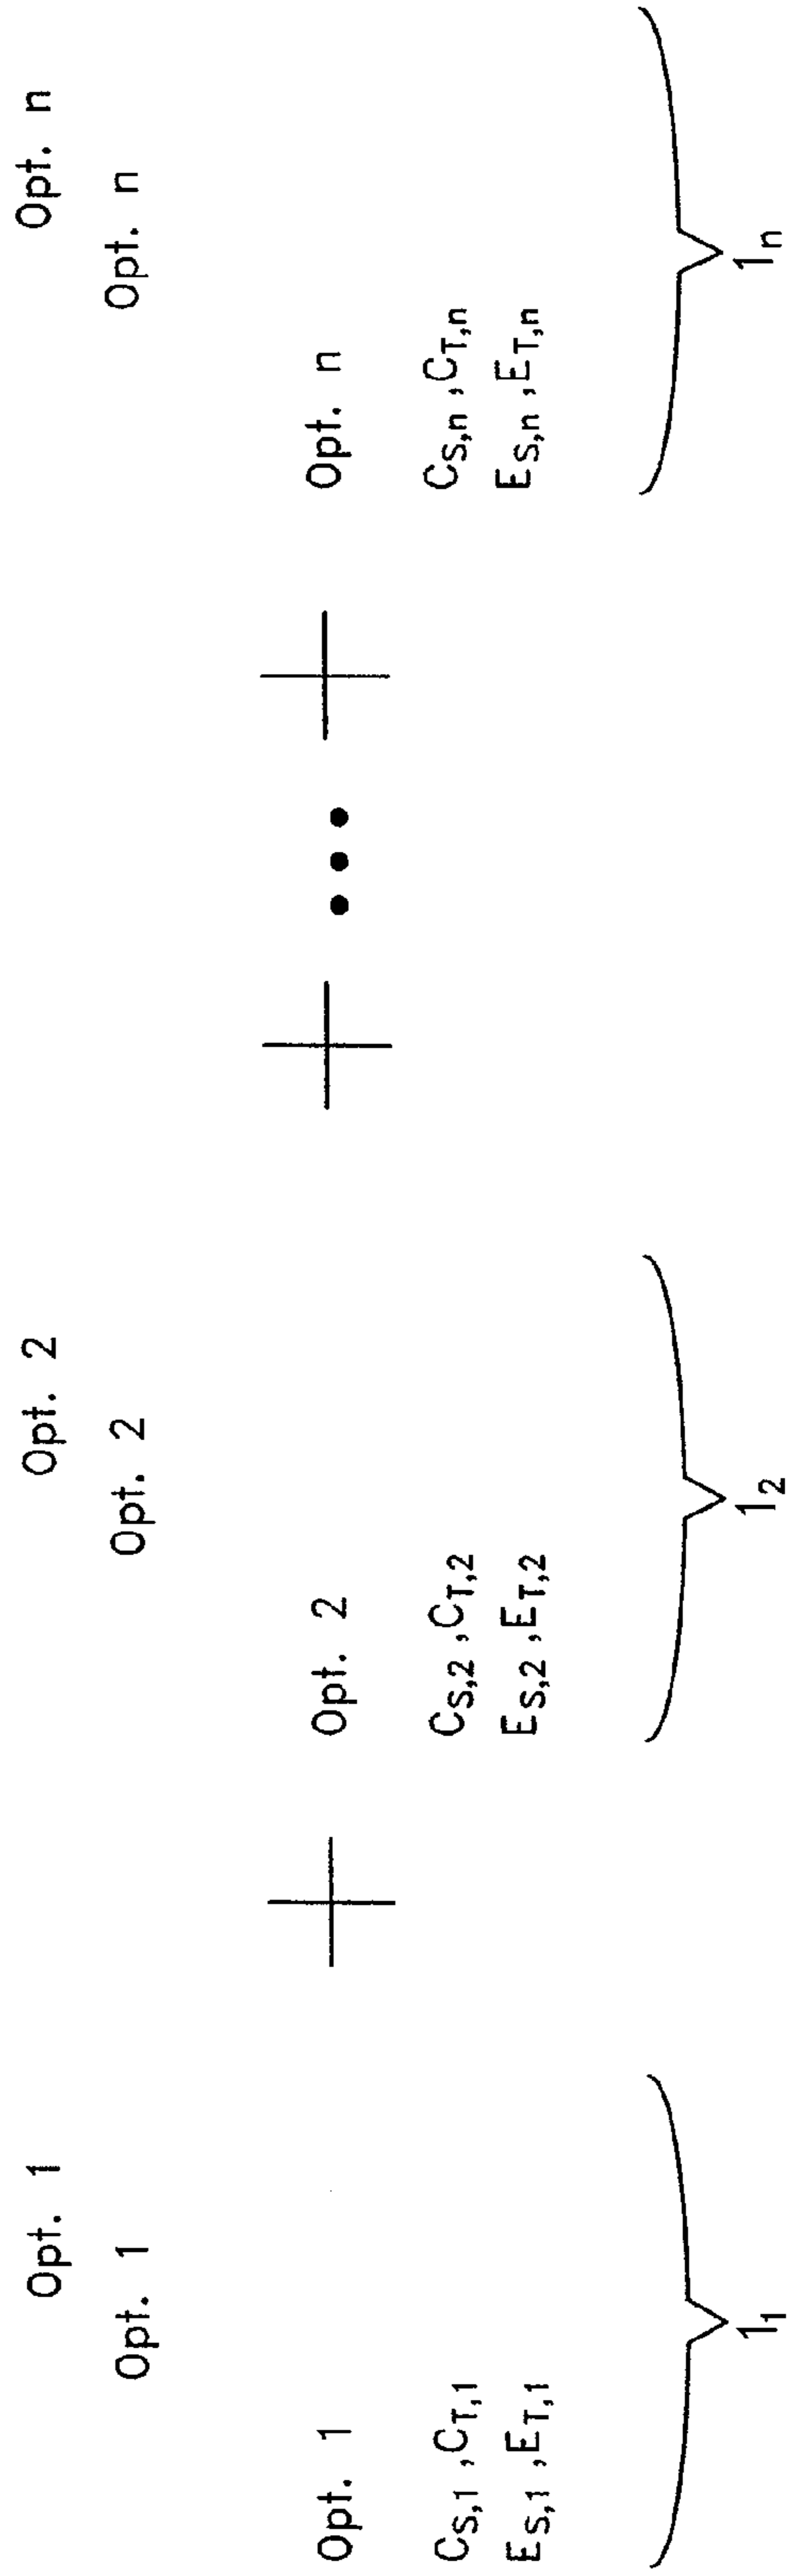 Opt. 1
Opt. 1
Opt. 1
C_S,1 , C_T,1
E_S,1 , E_T,1
1_1
+
Opt. 2
Opt. 2
Opt. 2
C_S,2 , C_T,2
E_S,2 , E_T,2
1_2
+
•••
+
Opt. n
Opt. n
Opt. n
C_S,n , C_T,n
E_S,n , E_T,n
1_n